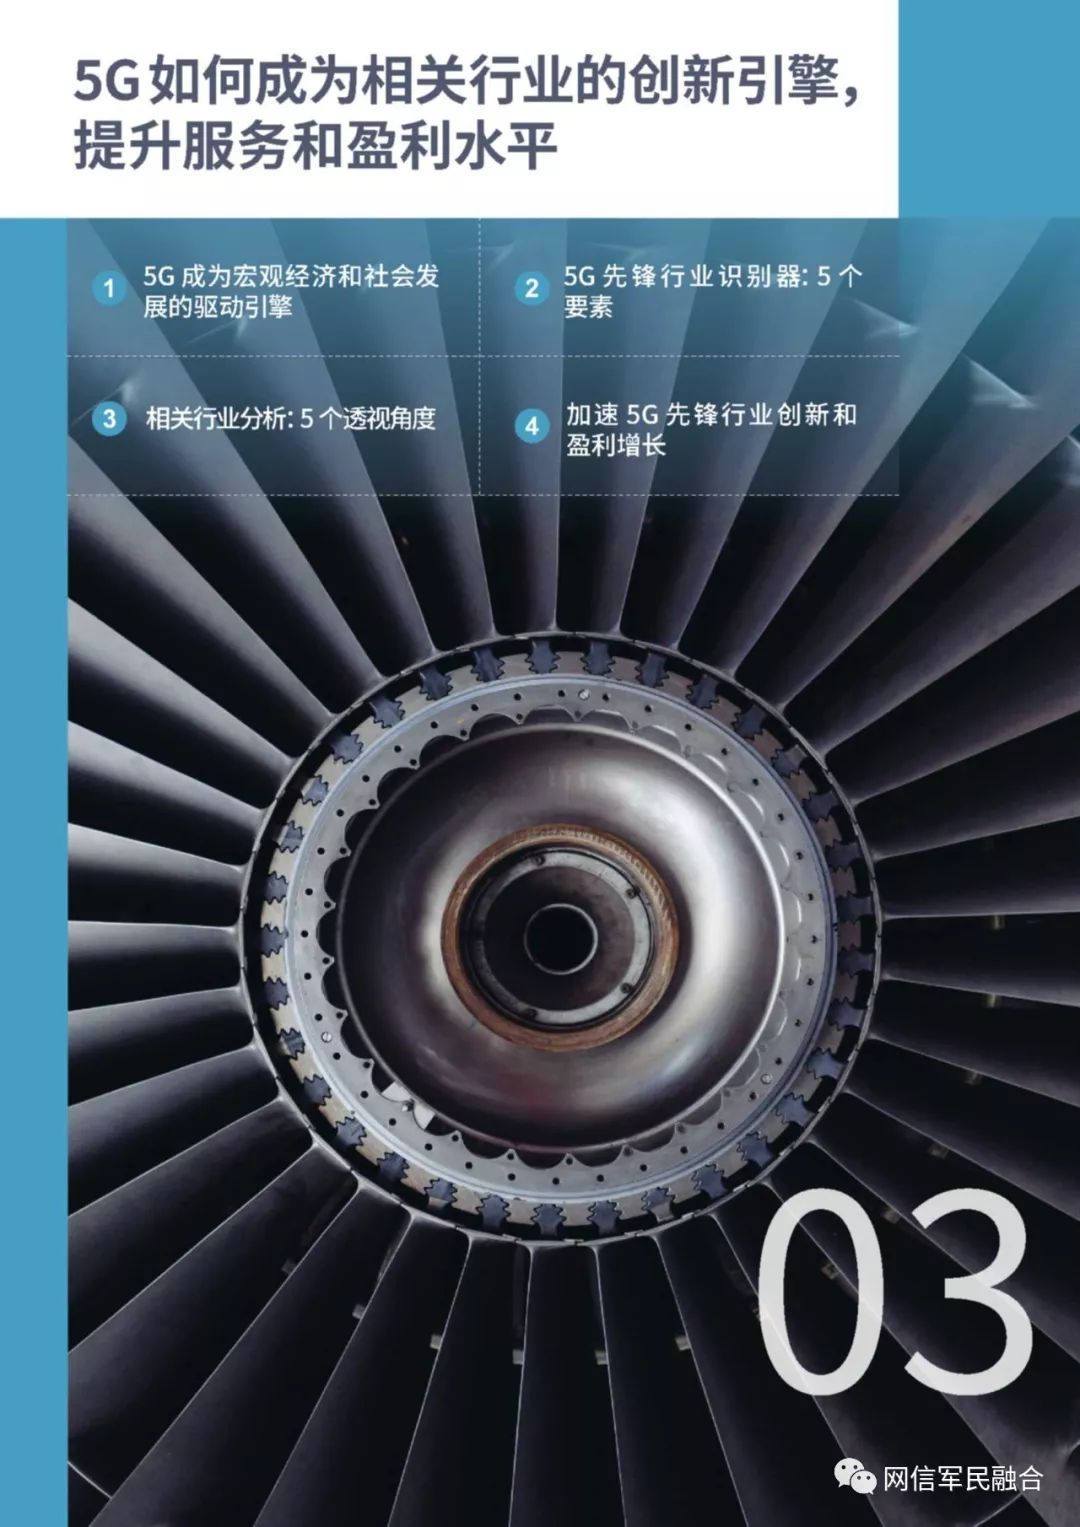 5G如何成为相关行业的创新引擎，
提升服务和盈利水平
1
5G 成为宏观经济和社会发
展的驱动引擎
2
5G 先锋行业识别器: 5 个
要素
3
相关行业分析: 5 个透视角度
4
加速 5G 先锋行业创新和
盈利增长
03
网信军民融合